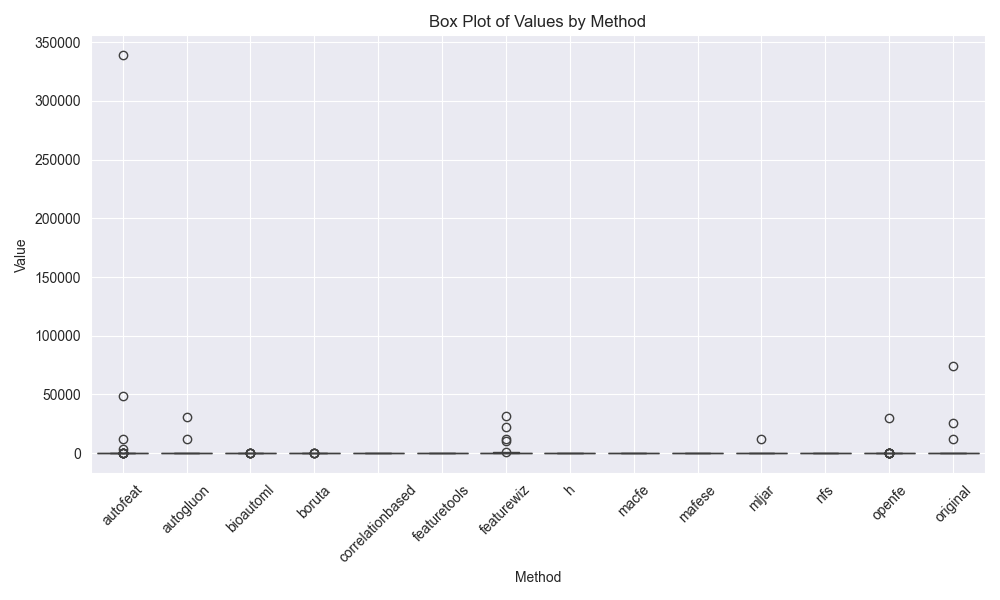 Box Plot of Values by Method
350000
300000
250000
200000
150000
100000
50000
0
Value
autofeat
autogluon
bioautoml
boruta
correlationbased
featuretools
featurewiz
h
macfe
mafese
mljar
nfs
openfe
original
Method